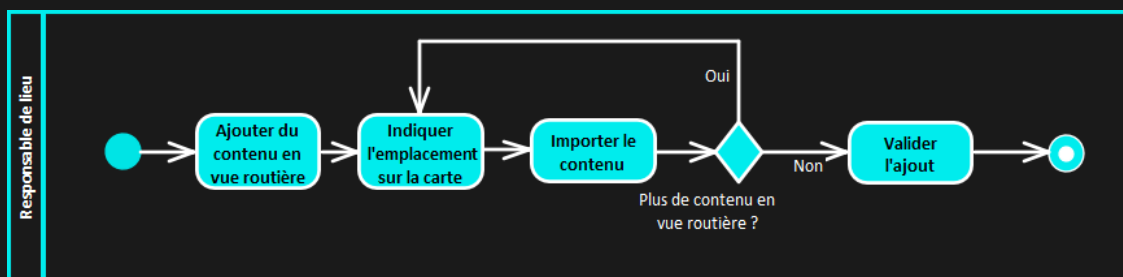 Responsable de lieu
Ajouter du
contenu en
vue routière
Indiquer
l'emplacement
sur la carte
Importer le
contenu
Oui
Non
Plus de contenu en
vue routière ?
Valider
l'ajout